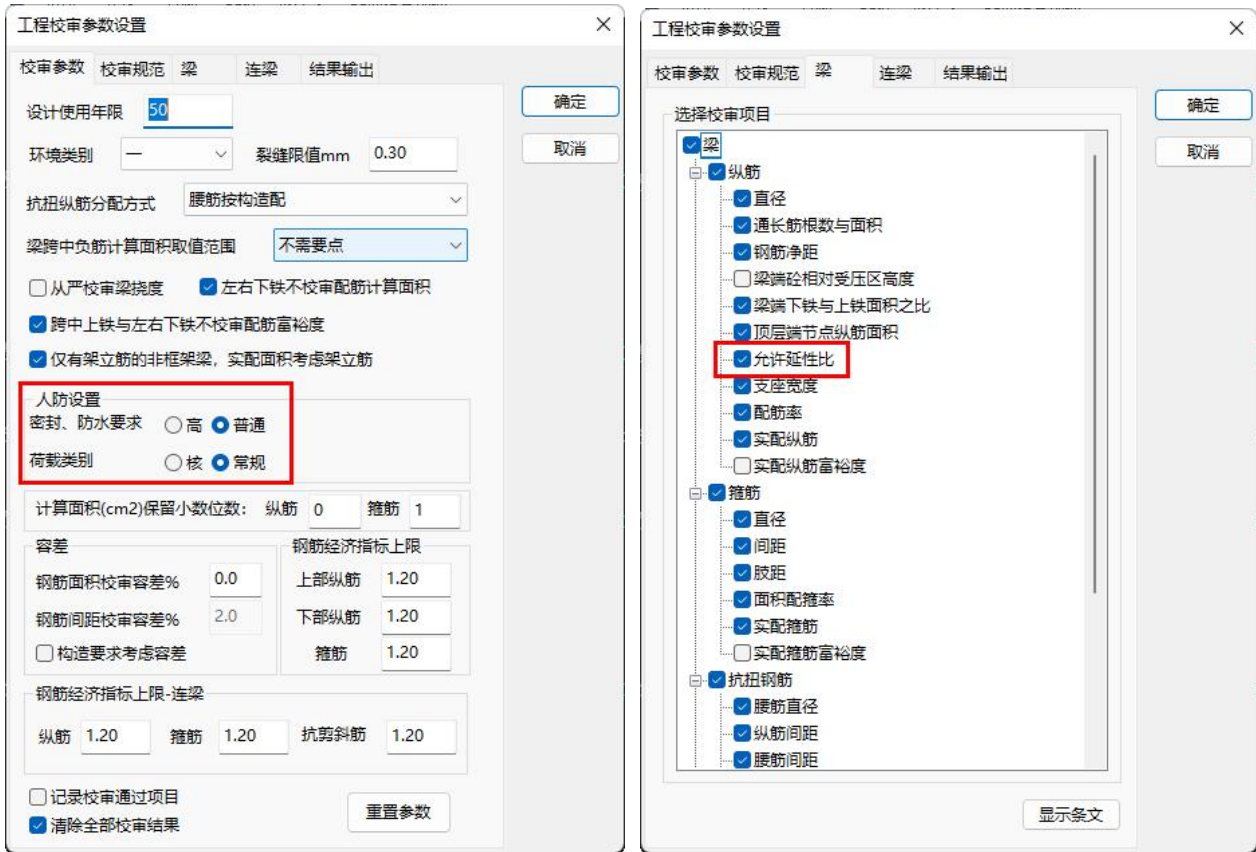 工程校审参数设置
校审参数 校审规范 梁 连梁 结果输出
设计使用年限 50
确定
环境类别 一 裂缝限值mm 0.30
取消
抗扭纵筋分配方式 腰筋按构造配
梁跨中负筋计算面积取值范围 不需要点
从严校审梁挠度 左右下铁不校审配筋计算面积
跨中上铁与左右下铁不校审配筋富裕度
仅有架立筋的非框架梁，实配面积考虑架立筋
人防设置
密封、防水要求 高 普通
荷载类别 核 常规
计算面积(cm2)保留小数位数： 纵筋 0 箍筋 1
容差
钢筋面积校审容差% 0.0
钢筋间距校审容差% 2.0
构造要求考虑容差
钢筋经济指标上限
上部纵筋 1.20
下部纵筋 1.20
箍筋 1.20
钢筋经济指标上限-连梁
纵筋 1.20 箍筋 1.20 抗剪斜筋 1.20
记录校审通过项目
清除全部校审结果
重置参数
工程校审参数设置
校审参数 校审规范 梁 连梁 结果输出
确定
取消
选择校审项目
梁
纵筋
直径
通长筋根数与面积
钢筋净距
梁端砼相对受压区高度
梁端下铁与上铁面积之比
顶层端节点纵筋面积
允许延性比
支座宽度
配筋率
实配纵筋
实配纵筋富裕度
箍筋
直径
间距
肢距
面积配箍率
实配箍筋
实配箍筋富裕度
抗扭钢筋
腰筋直径
纵筋间距
腰筋间距
显示条文